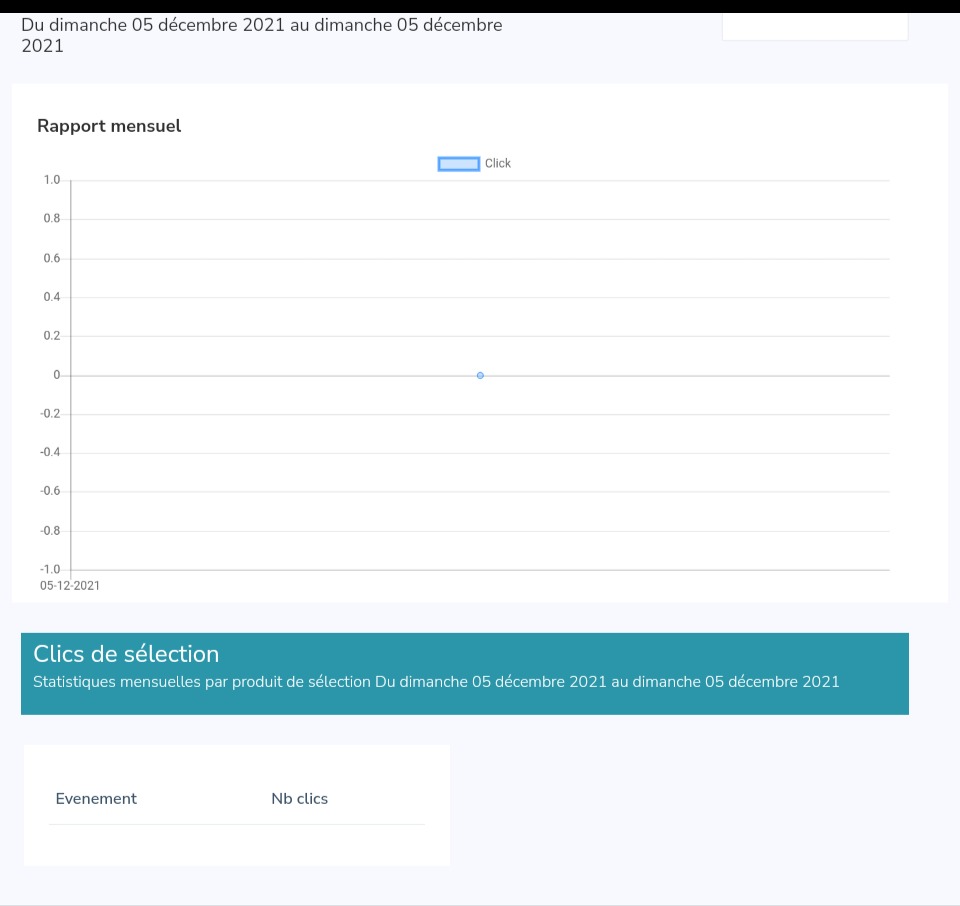 Du dimanche 05 décembre 2021 au dimanche 05 décembre
2021
Rapport mensuel
Click
1.0
0.8
0.6
0.4
0.2
0
-0.2
-0.4
-0.6
-0.8
-1.0
05-12-2021
Clics de sélection
Statistiques mensuelles par produit de sélection Du dimanche 05 décembre 2021 au dimanche 05 décembre 2021
Evenement Nb clics